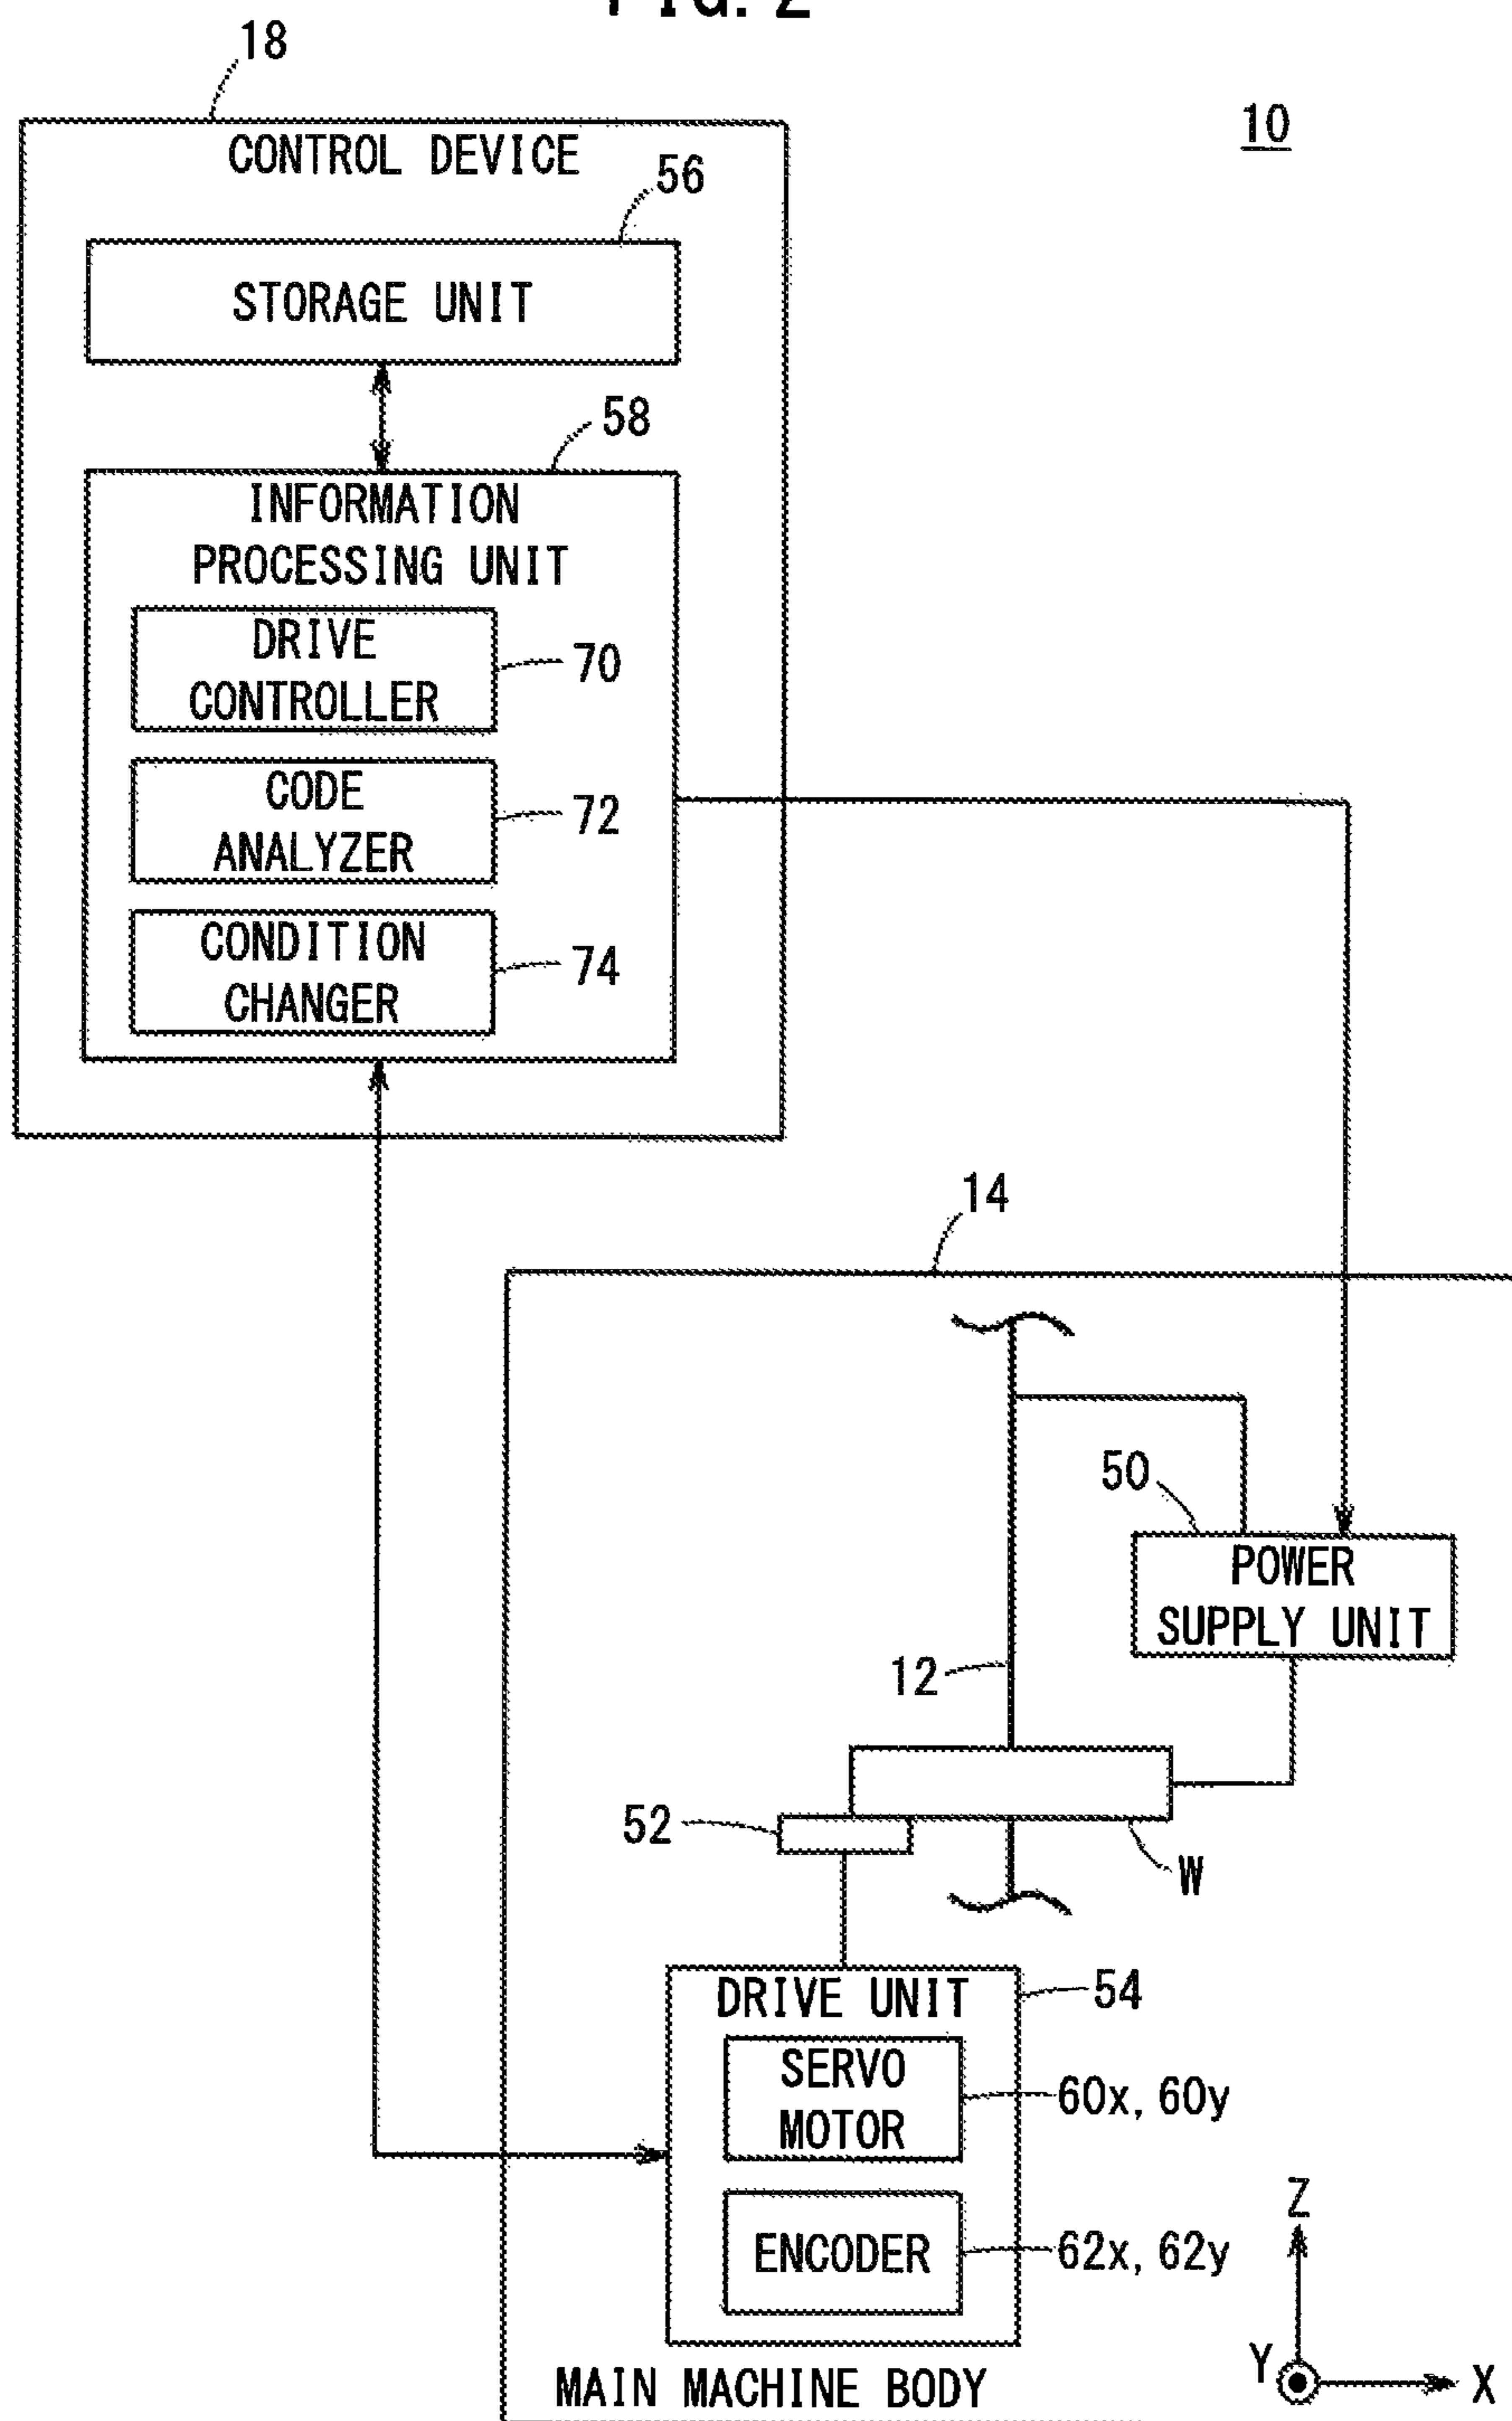 FIG. 2
18
10
CONTROL DEVICE
56
STORAGE UNIT
58
INFORMATION
PROCESSING UNIT
DRIVE
CONTROLLER
70
CODE
ANALYZER
72
CONDITION
CHANGER
74
14
50
POWER
SUPPLY UNIT
12
52
W
DRIVE UNIT
54
SERVO
MOTOR
60x, 60y
ENCODER
62x, 62y
MAIN MACHINE BODY
Z
Y
X